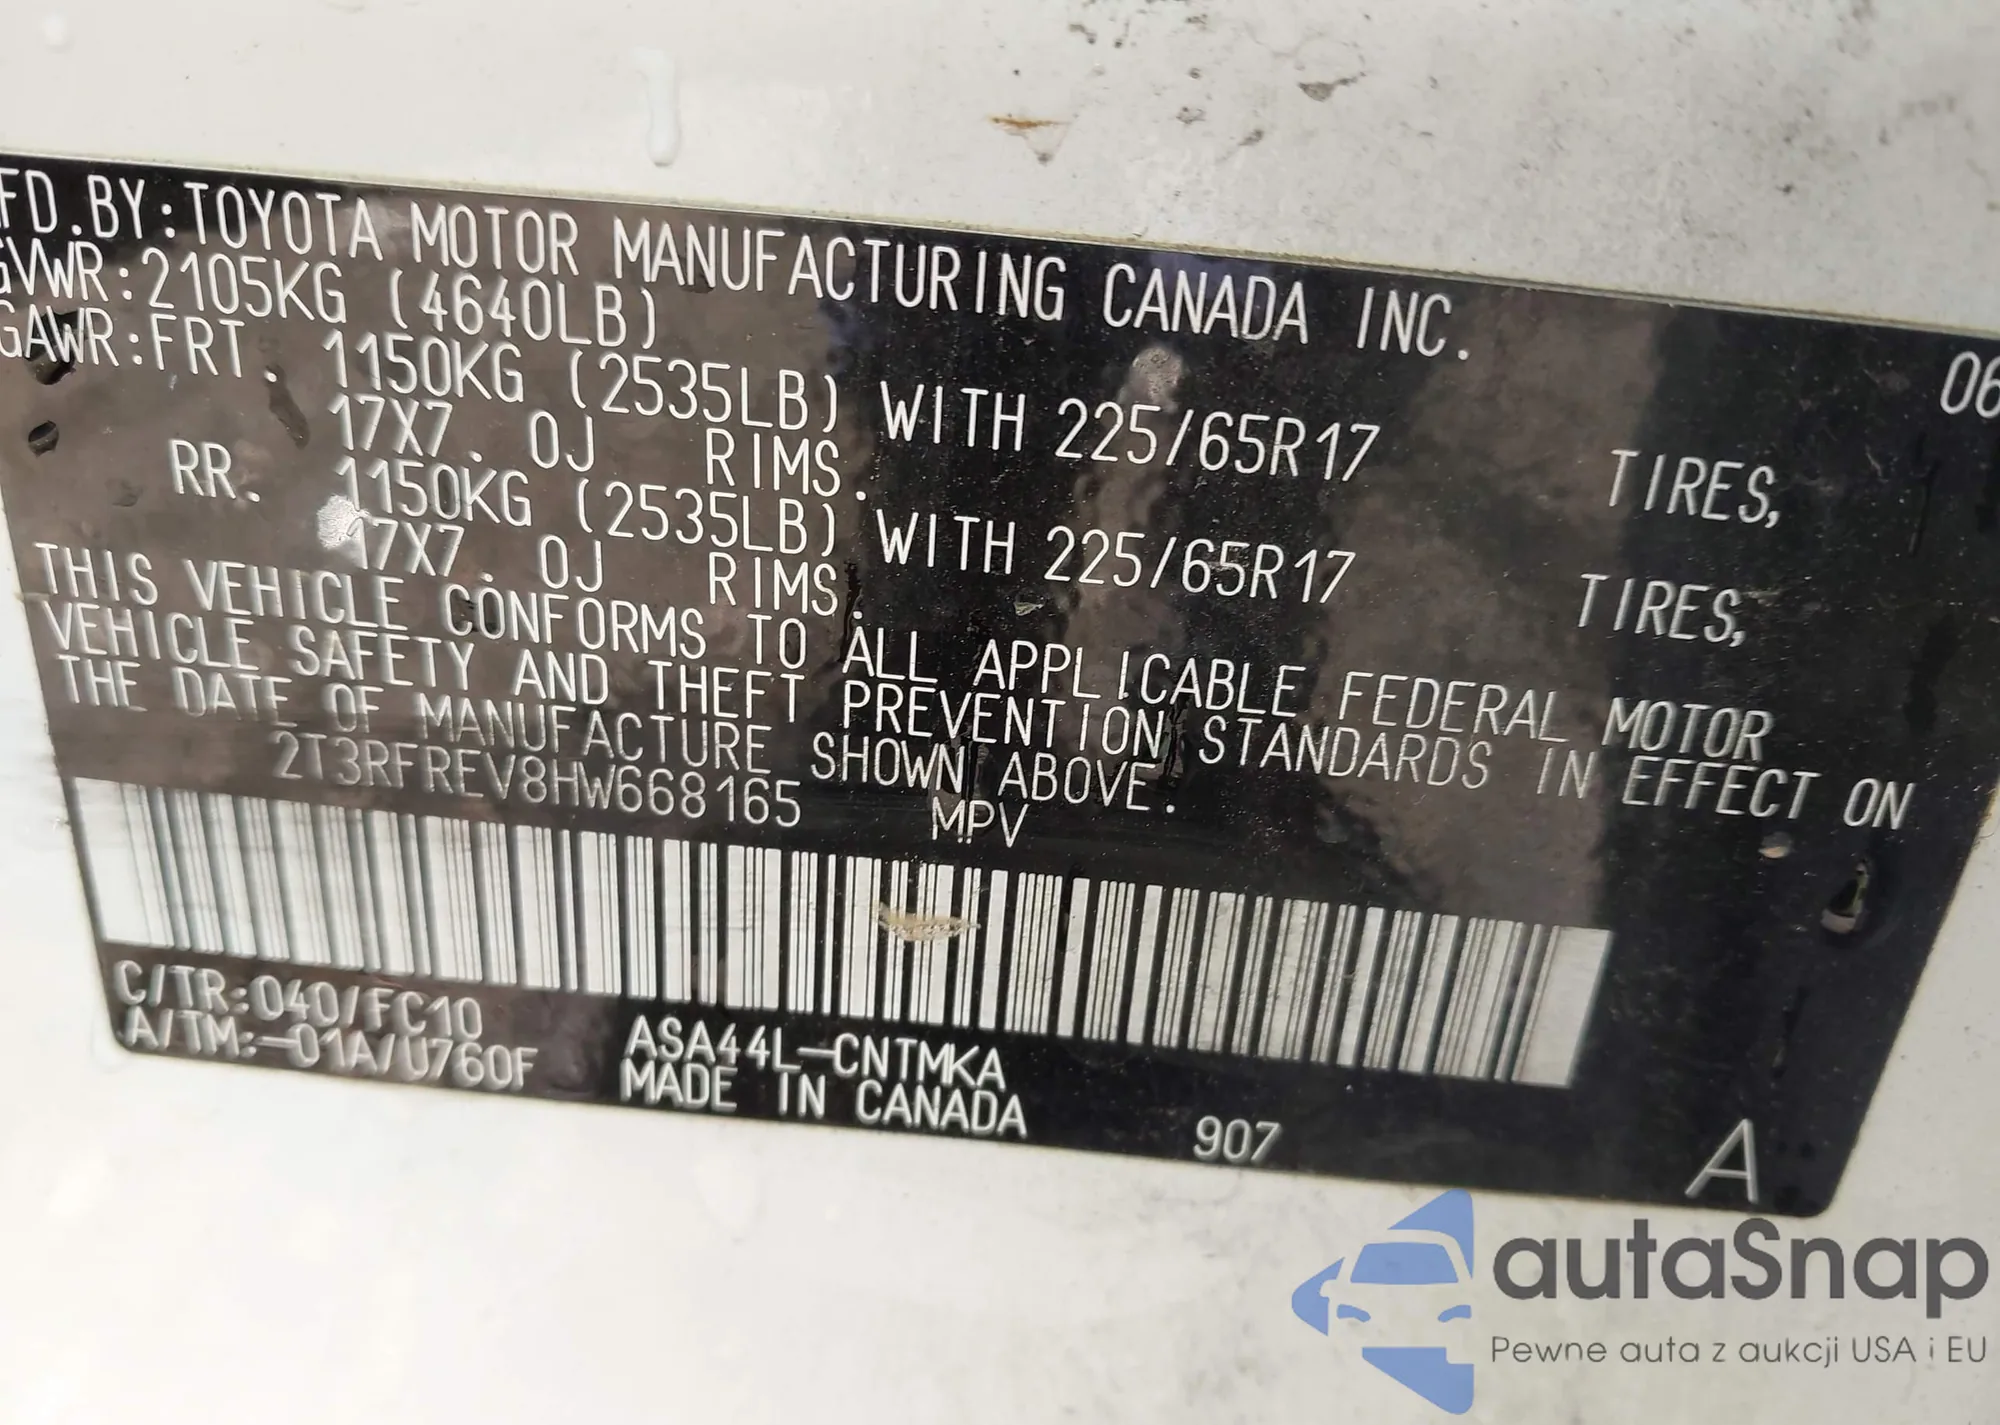 FD.BY:TOYOTA MOTOR MANUFACTURING CANADA INC.
GVWR:2105KG (4640LB) 06
GAWR:FRT. 1150KG (2535LB) WITH 225/65R17 TIRES,
17X7. 0J RIMS.
RR. 1150KG (2535LB) WITH 225/65R17 TIRES,
17X7. 0J RIMS.
THIS VEHICLE CONFORMS TO ALL APPLICABLE FEDERAL MOTOR
VEHICLE SAFETY AND THEFT PREVENTION STANDARDS IN EFFECT ON
THE DATE OF MANUFACTURE SHOWN ABOVE.
2T3RFREV8HW668165 MPV
C/TR:040/FC10
A/TM:-01A/U760F
ASA44L-CNTMKA
MADE IN CANADA
907
A
autaSnap
Pewne auta z aukcji USA i EU